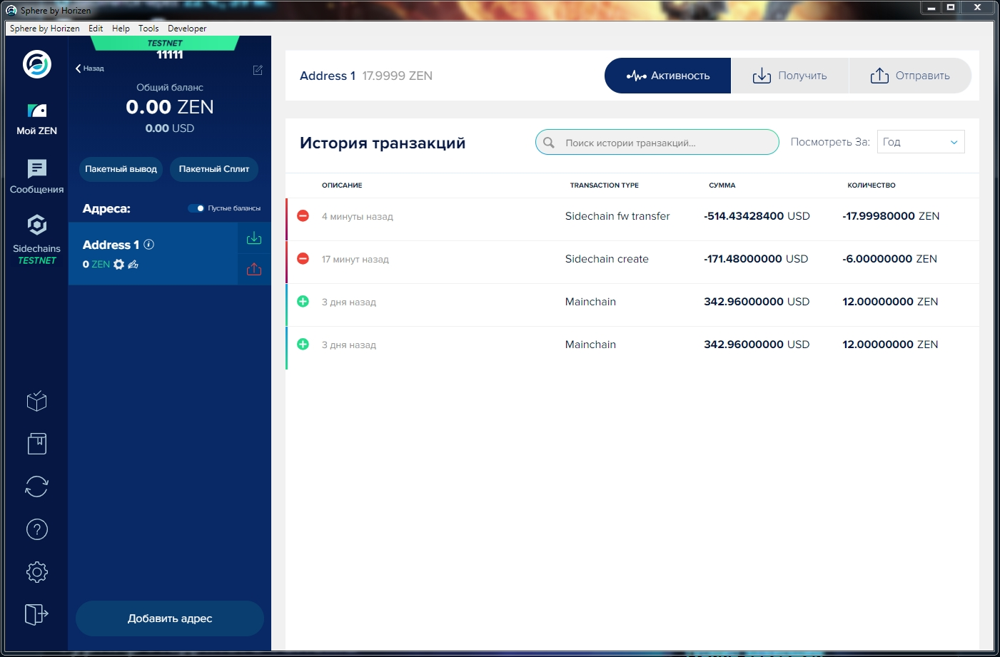 Sphere by Horizen
Sphere by Horizen Edit Help Tools Developer
TESTNET
11111
Назад
Общий баланс
0.00 ZEN
0.00 USD
Мой ZEN
Сообщения
Sidechains
TESTNET
Пакетный вывод Пакетный Сплит
Адреса: Пустые балансы
Address 1
0 ZEN
Добавить адрес
Address 1 17.9999 ZEN
Активность Получить Отправить
История транзакций
Поиск истории транзакций...
Посмотреть За: Год
ОПИСАНИЕ TRANSACTION TYPE СУММА КОЛИЧЕСТВО
4 минуты назад Sidechain fw transfer -514.43428400 USD -17.99980000 ZEN
17 минут назад Sidechain create -171.48000000 USD -6.00000000 ZEN
3 дня назад Mainchain 342.96000000 USD 12.00000000 ZEN
3 дня назад Mainchain 342.96000000 USD 12.00000000 ZEN